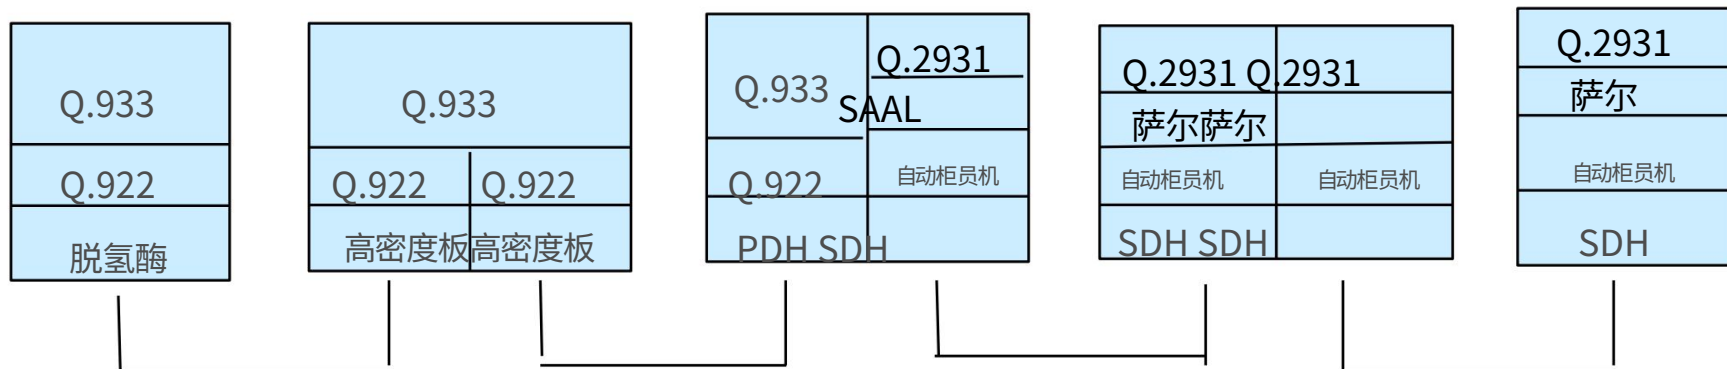 Q.933
Q.922
脱氢酶
Q.933
Q.922 Q.922
高密度板高密度板
Q.933
Q.2931
SAAL
Q.922
自动柜员机
PDH SDH
Q.2931 Q.2931
萨尔萨尔
自动柜员机
自动柜员机
SDH SDH
Q.2931
萨尔
自动柜员机
SDH